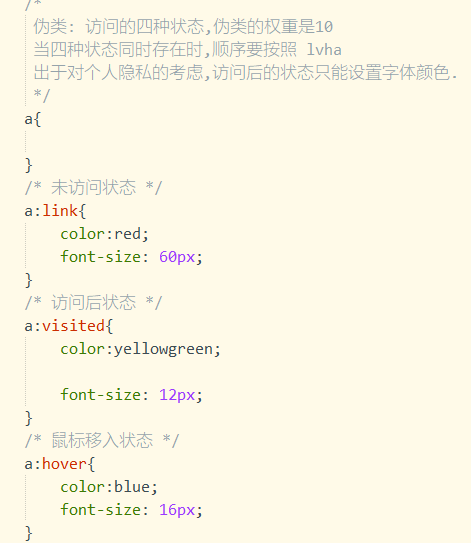 /*
伪类: 访问的四种状态,伪类的权重是10
当四种状态同时存在时,顺序要按照 lvha
出于对个人隐私的考虑,访问后的状态只能设置字体颜色.
*/
a{
}
/* 未访问状态 */
a:link{
color:red;
font-size: 60px;
}
/* 访问后状态 */
a:visited{
color:yellowgreen;
font-size: 12px;
}
/* 鼠标移入状态 */
a:hover{
color:blue;
font-size: 16px;
}